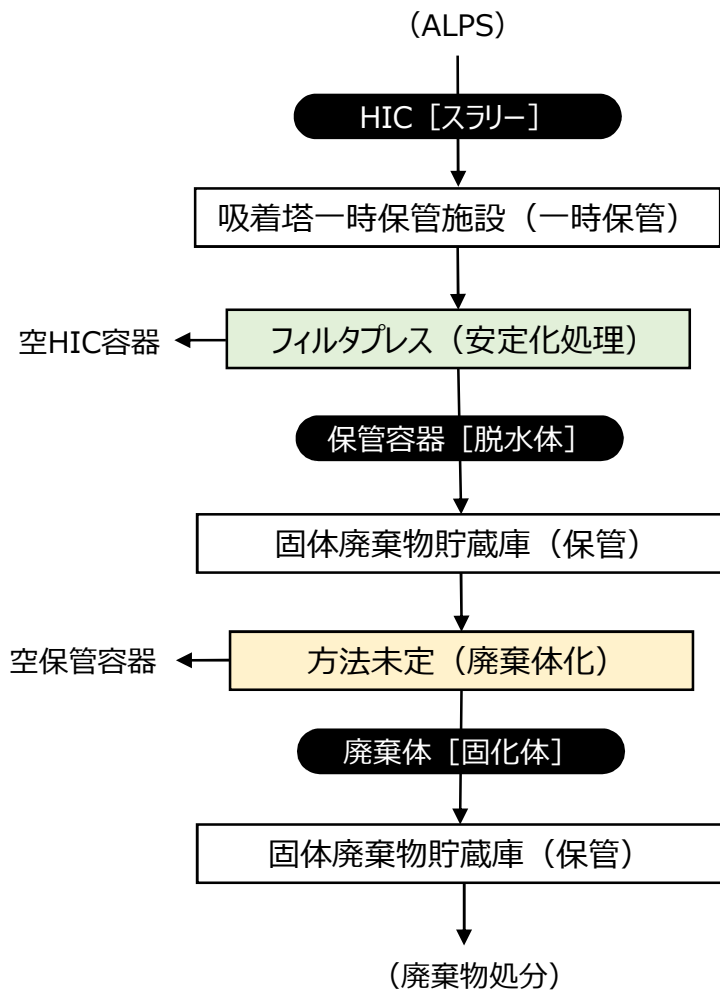 （ALPS）
HIC［スラリー］
吸着塔一時保管施設（一時保管）
空HIC容器
フィルタプレス（安定化処理）
保管容器［脱水体］
固体廃棄物貯蔵庫（保管）
空保管容器
方法未定（廃棄体化）
廃棄体［固化体］
固体廃棄物貯蔵庫（保管）
（廃棄物処分）